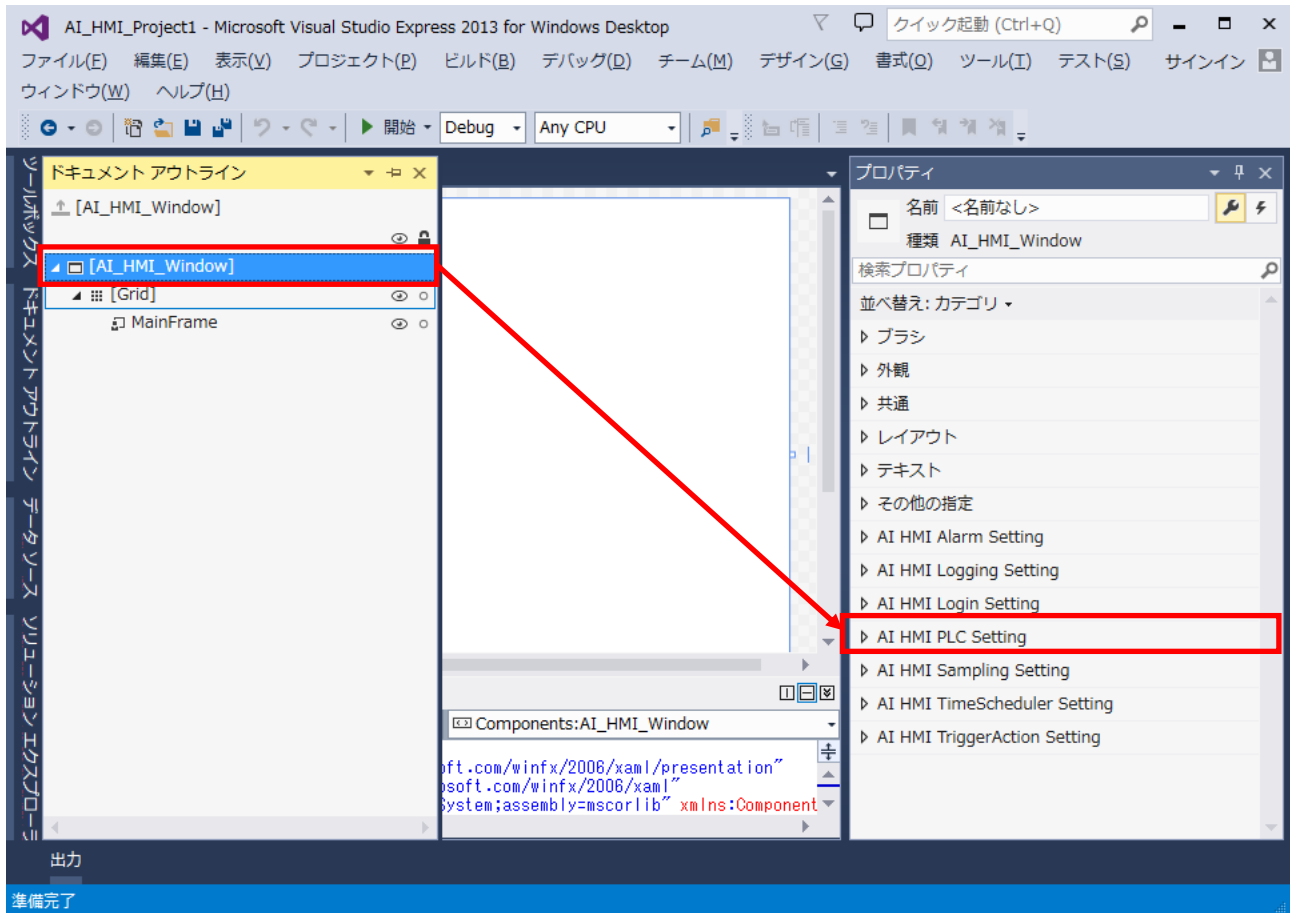 AI_HMI_Project1 - Microsoft Visual Studio Express 2013 for Windows Desktop
クイック起動 (Ctrl+Q)
ファイル(F) 編集(E) 表示(V) プロジェクト(P) ビルド(B) デバッグ(D) チーム(M) デザイン(G) 書式(O) ツール(T) テスト(S) サインイン
ウィンドウ(W) ヘルプ(H)
開始 Debug Any CPU
ツールボックス
ドキュメント アウトライン
データ ソース
ソリューション エクスプローラ
ドキュメント アウトライン
[AI_HMI_Window]
[AI_HMI_Window]
[Grid]
MainFrame
Components:AI_HMI_Window
oft.com/winfx/2006/xaml/presentation"
osoft.com/winfx/2006/xaml"
System;assembly=mscorlib" xmlns:Component
プロパティ
名前 <名前なし>
種類 AI_HMI_Window
検索プロパティ
並べ替え: カテゴリ
ブラシ
外観
共通
レイアウト
テキスト
その他の指定
AI HMI Alarm Setting
AI HMI Logging Setting
AI HMI Login Setting
AI HMI PLC Setting
AI HMI Sampling Setting
AI HMI TimeScheduler Setting
AI HMI TriggerAction Setting
出力
準備完了